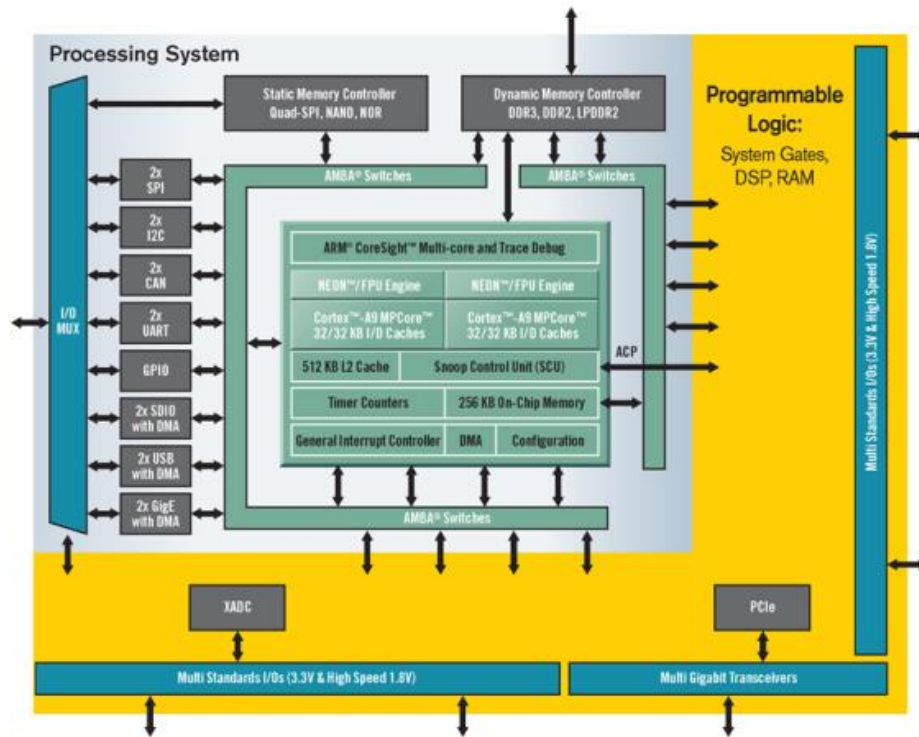 Processing System
Static Memory Controller
Quad-SPI, NAND, NOR
Dynamic Memory Controller
DDR3, DDR2, LPDDR2
Programmable
Logic:
System Gates,
DSP, RAM
AMBA® Switches
AMBA® Switches
2x
SPI
2x
I2C
2x
CAN
2x
UART
GPIO
2x SDIO
with DMA
2x USB
with DMA
2x GigE
with DMA
I/O
MUX
ARM® CoreSight™ Multi-core and Trace Debug
NEON™/FPU Engine
NEON™/FPU Engine
Cortex™-A9 MPCore™
32/32 KB I/D Caches
Cortex™-A9 MPCore™
32/32 KB I/D Caches
512 KB L2 Cache
Snoop Control Unit (SCU)
ACP
Timer Counters
256 KB On-Chip Memory
General Interrupt Controller
DMA
Configuration
AMBA® Switches
Multi Standards I/Os (3.3V & High Speed 1.8V)
XADC
PCIe
Multi Standards I/Os (3.3V & High Speed 1.8V)
Multi Gigabit Transceivers